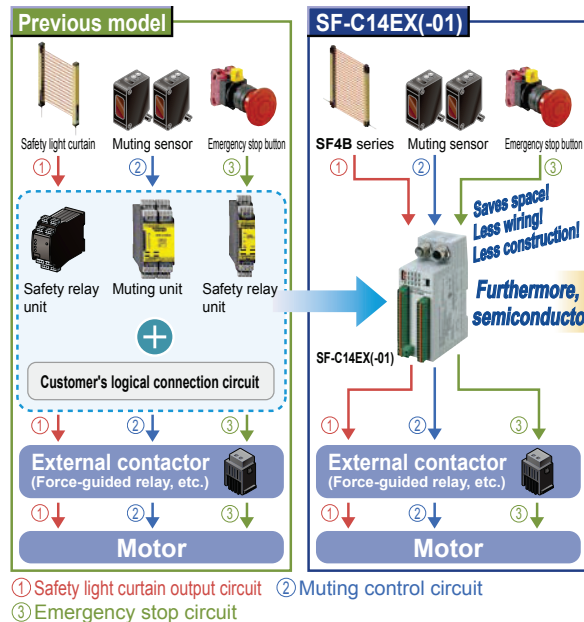 Previous model
Safety light curtain
Muting sensor
Emergency stop button
①
②
③
Safety relay
unit
Muting unit
Safety relay
unit
+
Customer's logical connection circuit
①
②
③
External contactor
(Force-guided relay, etc.)
①
②
③
Motor
SF-C14EX(-01)
SF4B series
Muting sensor
Emergency stop button
①
②
③
Saves space!
Less wiring!
Less construction!
Furthermore,
semiconducto
SF-C14EX(-01)
①
②
③
External contactor
(Force-guided relay, etc.)
①
②
③
Motor
①Safety light curtain output circuit ②Muting control circuit
③Emergency stop circuit